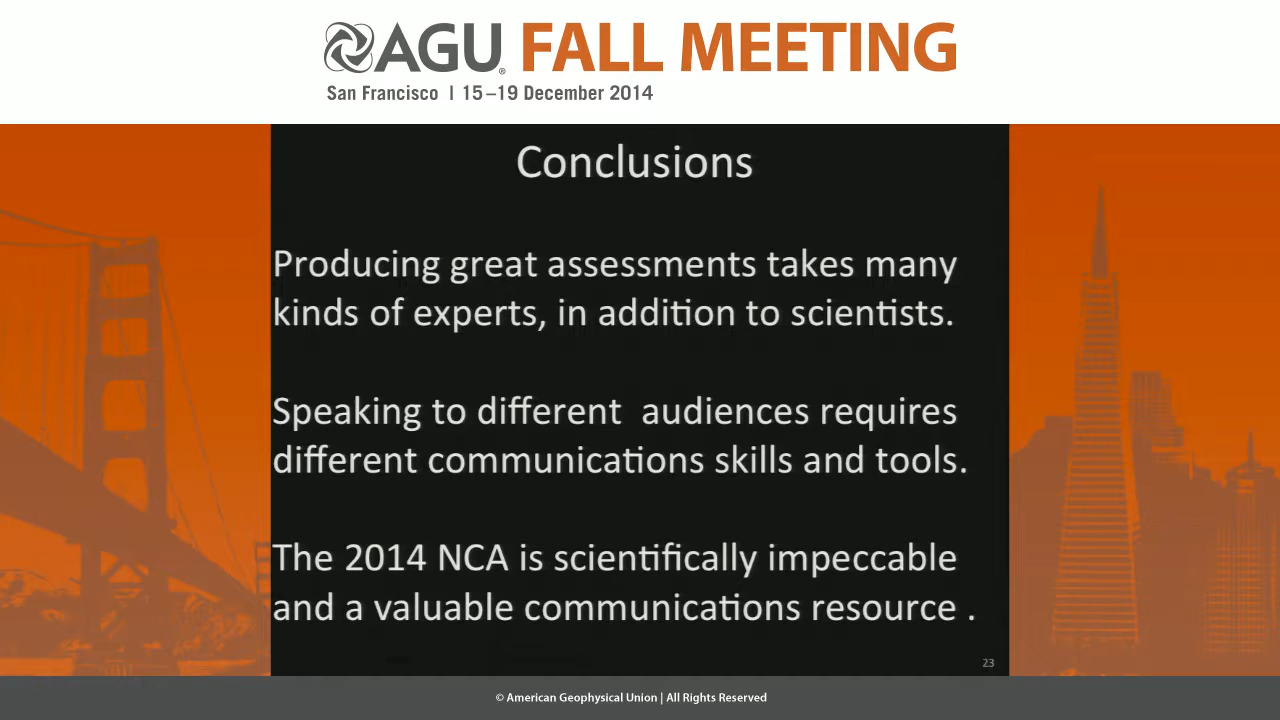 AGU® FALL MEETING
San Francisco | 15–19 December 2014
Conclusions
Producing great assessments takes many
kinds of experts, in addition to scientists.
Speaking to different  audiences requires
different communications skills and tools.
The 2014 NCA is scientifically impeccable
and a valuable communications resource .
23
© American Geophysical Union | All Rights Reserved